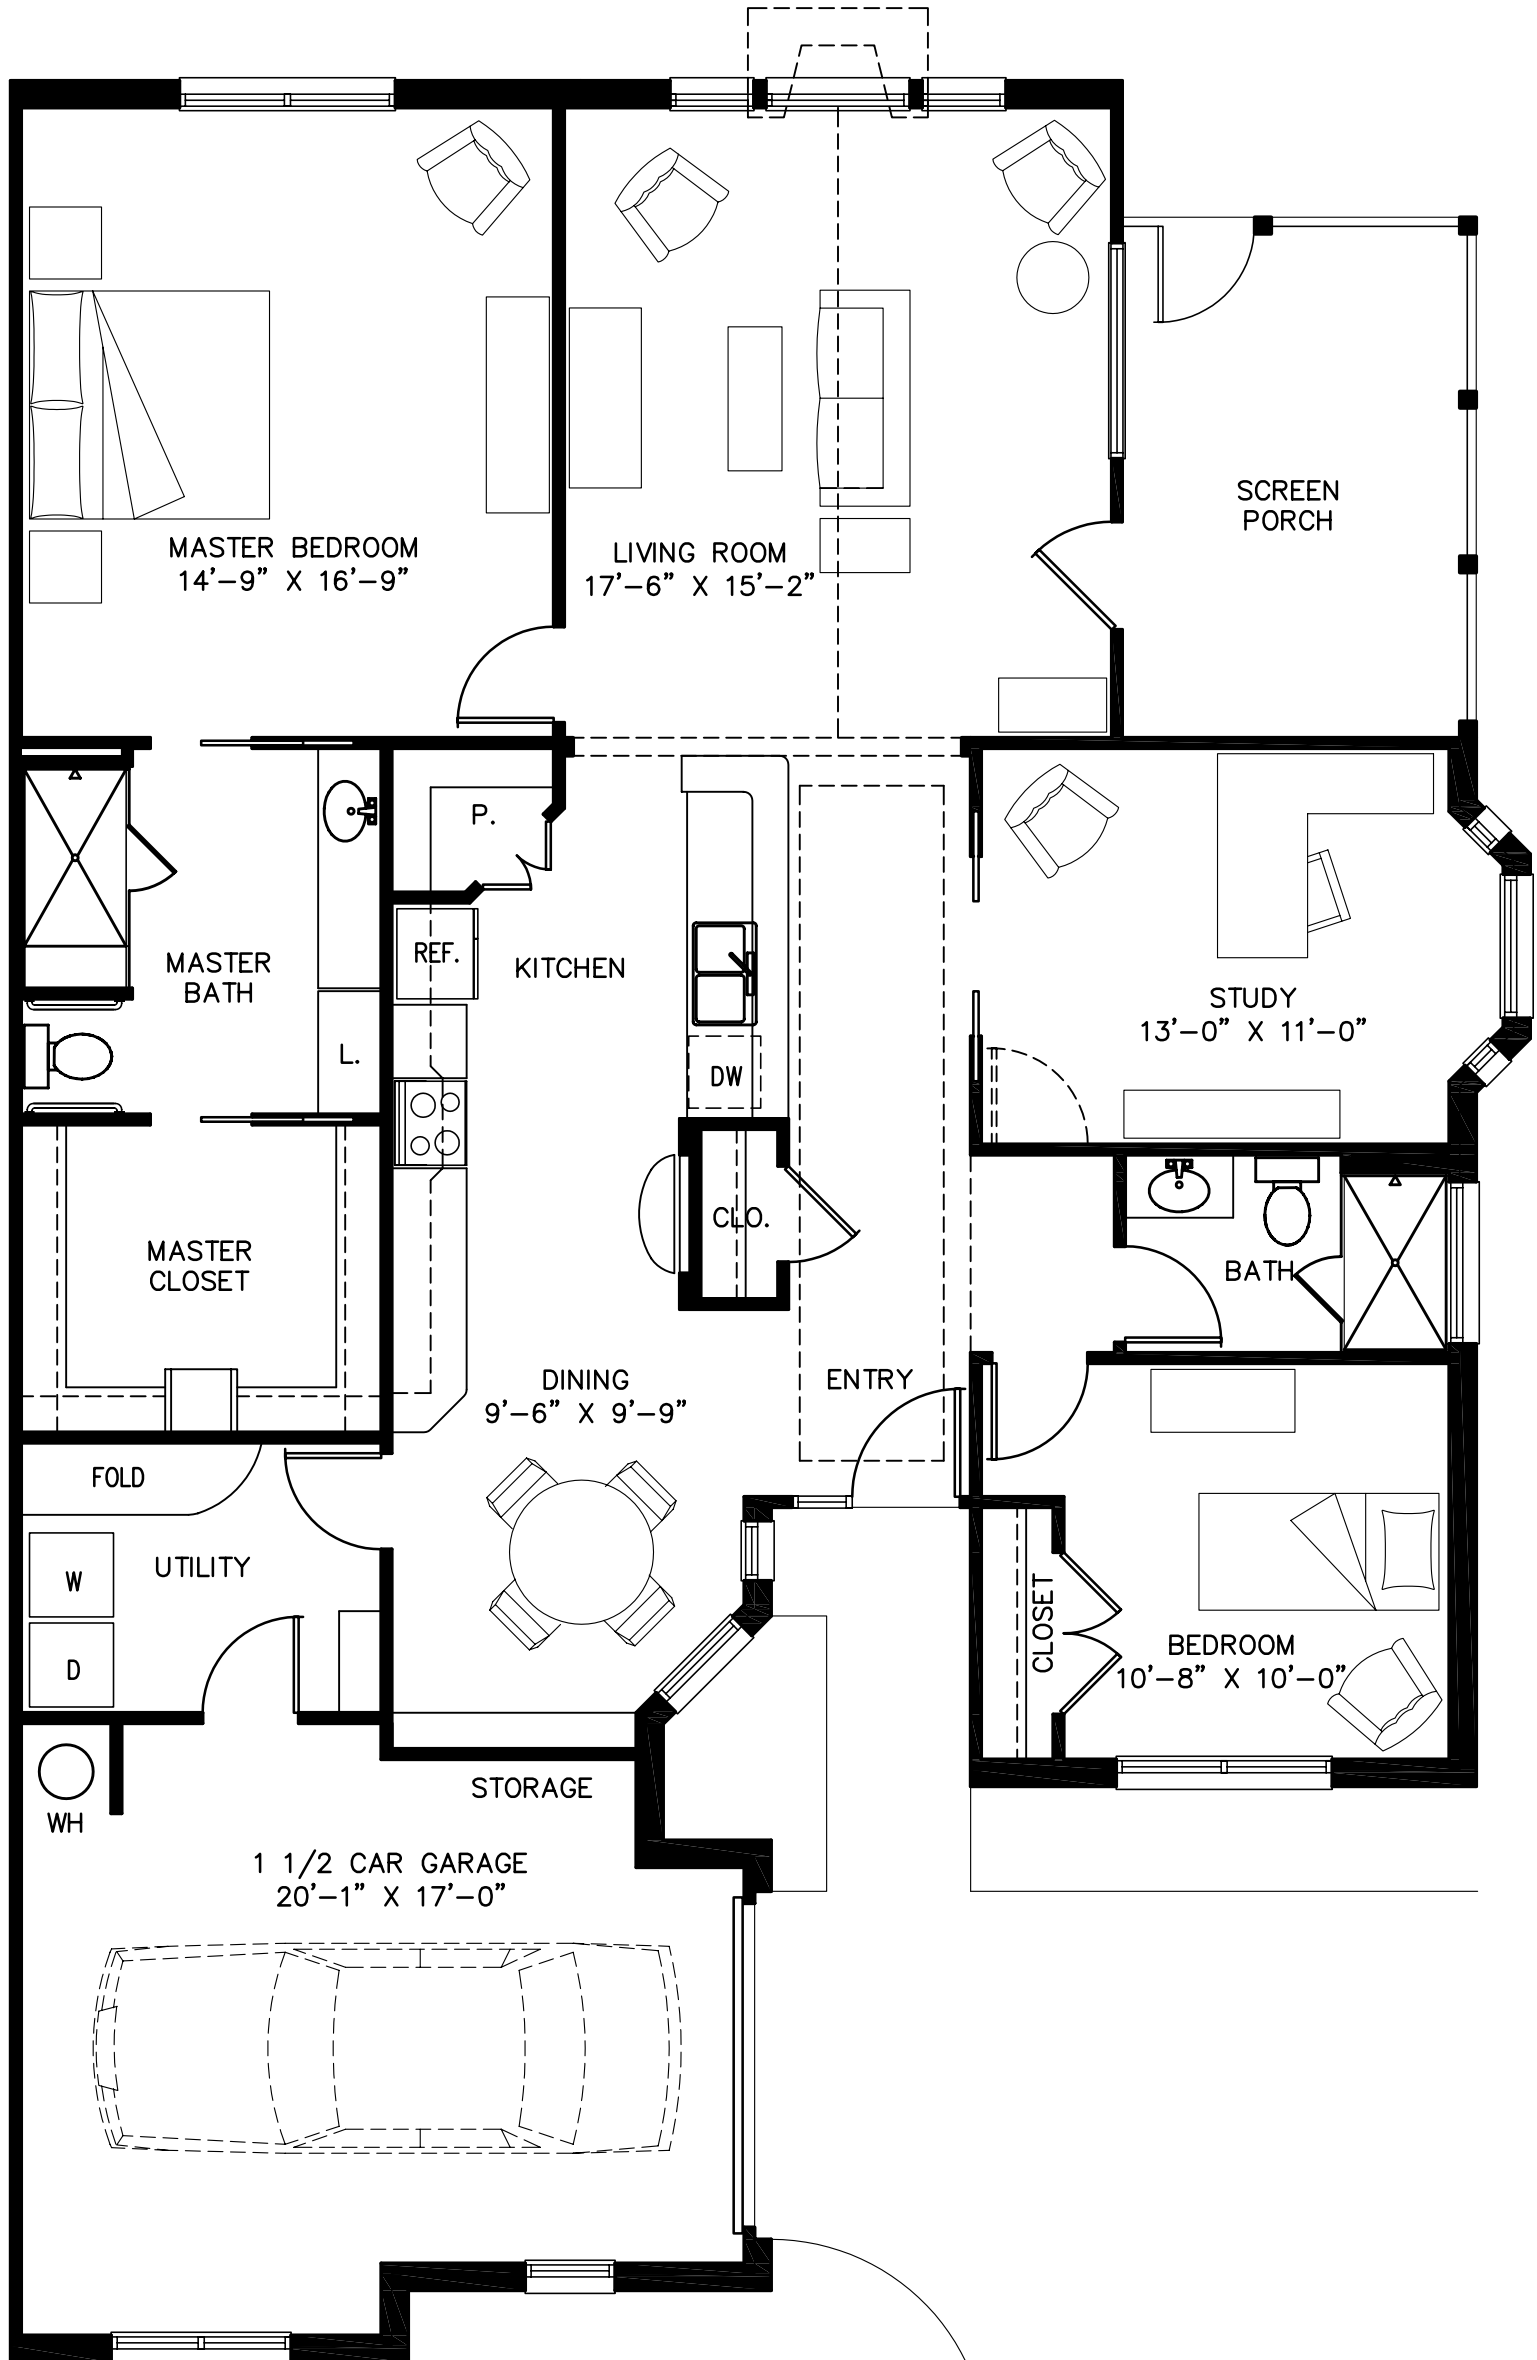 MASTER BEDROOM
14'-9" X 16'-9"
LIVING ROOM
17'-6" X 15'-2"
SCREEN
PORCH
P.
REF.
KITCHEN
MASTER
BATH
L.
DW
STUDY
13'-0" X 11'-0"
CLO.
MASTER
CLOSET
BATH
DINING
9'-6" X 9'-9"
ENTRY
FOLD
UTILITY
W
D
CLOSET
BEDROOM
10'-8" X 10'-0"
WH
STORAGE
1 1/2 CAR GARAGE
20'-1" X 17'-0"